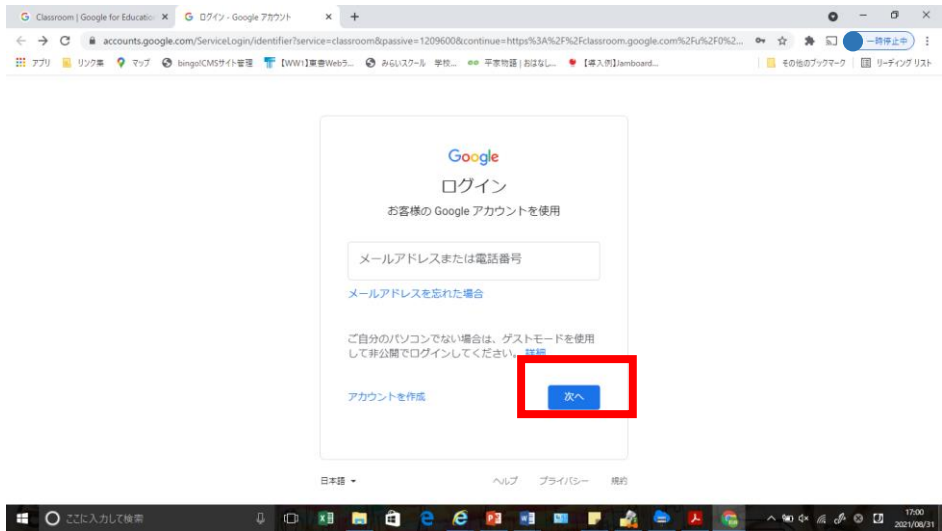 Classroom | Google for Educatio
ログイン - Google アカウント
accounts.google.com/ServiceLogin/identifier?service=classroom&passive=1209600&continue=https%3A%2F%2Fclassroom.google.com%2Fu%2F0%2...
一時停止中
アプリ リンク集 マップ bingo!CMSサイト管理 【WW1】東書Webラ... みらいスクール 学校... 平家物語|おはなし... 【導入例】Jamboard... その他のブックマーク リーディング リスト
Google
ログイン
お客様の Google アカウントを使用
メールアドレスまたは電話番号
メールアドレスを忘れた場合
ご自分のパソコンでない場合は、ゲストモードを使用
して非公開でログインしてください。 詳細
アカウントを作成 次へ
日本語 ヘルプ プライバシー 規約
ここに入力して検索
17:00
2021/08/31